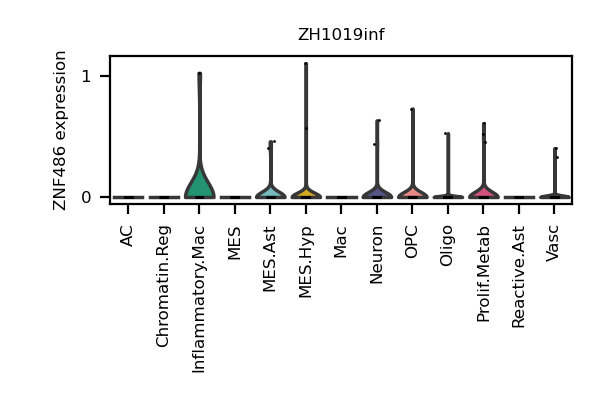 ZH1019inf
ZNF486 expression
1
0
AC
Chromatin.Reg
Inflammatory.Mac
MES
MES.Ast
MES.Hyp
Mac
Neuron
OPC
Oligo
Prolif.Metab
Reactive.Ast
Vasc